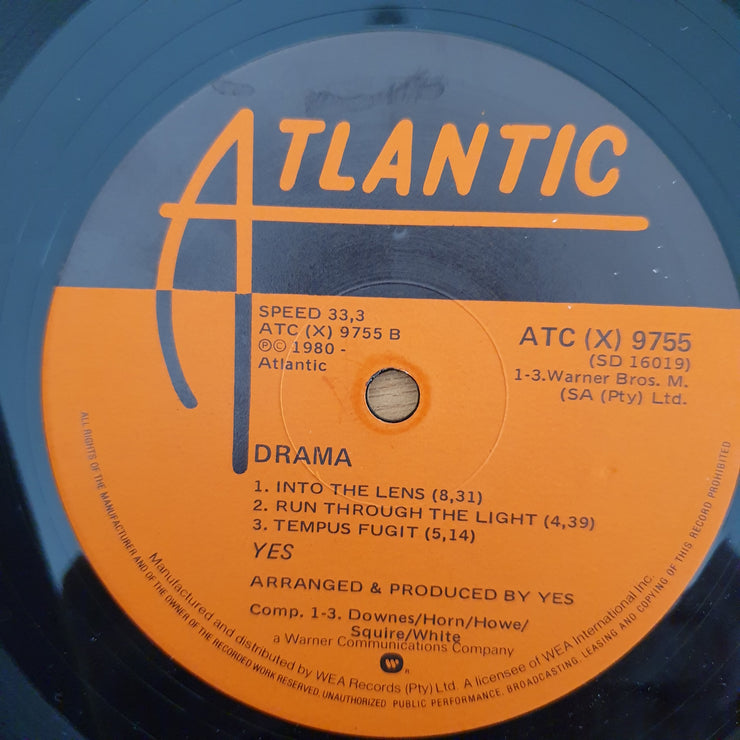 ATLANTIC
SPEED 33,3
ATC (X) 9755 B
℗© 1980 -
Atlantic
ATC (X) 9755
(SD 16019)
1-3.Warner Bros. M.
(SA (Pty) Ltd.
DRAMA
1. INTO THE LENS (8,31)
2. RUN THROUGH THE LIGHT (4,39)
3. TEMPUS FUGIT (5,14)
YES
ARRANGED & PRODUCED BY YES
Comp. 1-3. Downes/Horn/Howe/
Squire/White
a Warner Communications Company
W
Manufactured and distributed by WEA Records (Pty) Ltd. A licensee of WEA International Inc.
ALL RIGHTS OF THE MANUFACTURER AND OF THE OWNER OF THE RECORDED WORK RESERVED. UNAUTHORIZED PUBLIC PERFORMANCE, BROADCASTING, LEASING AND COPYING OF THIS RECORD PROHIBITED